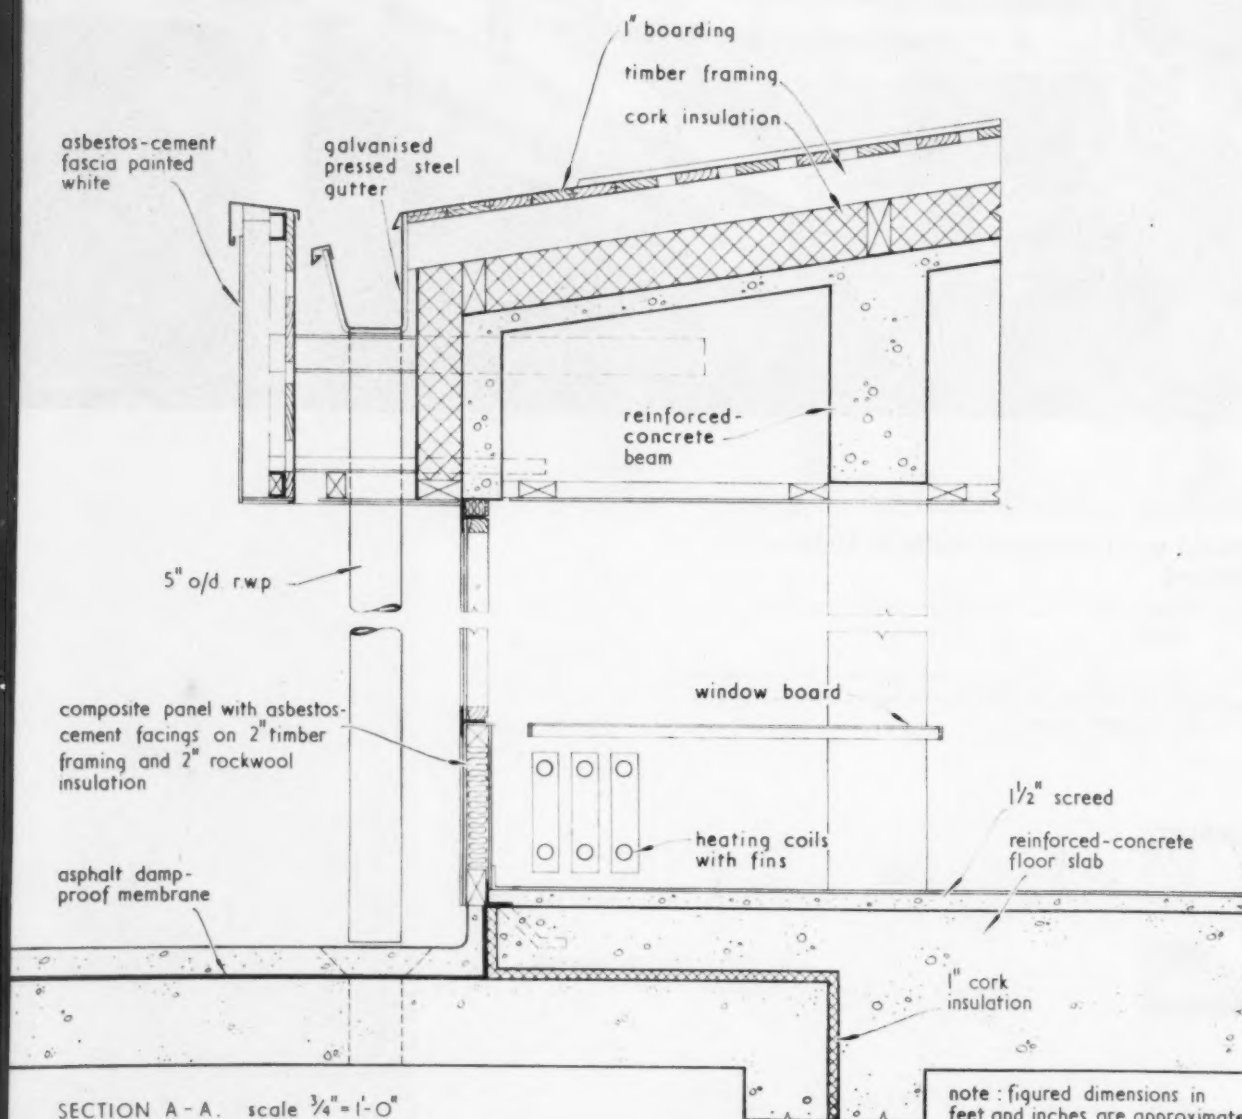 1" boarding
timber framing
cork insulation
asbestos-cement
fascia painted
white
galvanised
pressed steel
gutter
reinforced-
concrete
beam
5" o/d. r.w.p.
window board
composite panel with asbestos-
cement facings on 2" timber
framing and 2" rockwool
insulation
1½" screed
heating coils
with fins
reinforced-concrete
floor slab
asphalt damp-
proof membrane
1" cork
insulation
SECTION A-A. scale ¾" = 1'-0"
note : figured dimensions in
feet and inches are approximate